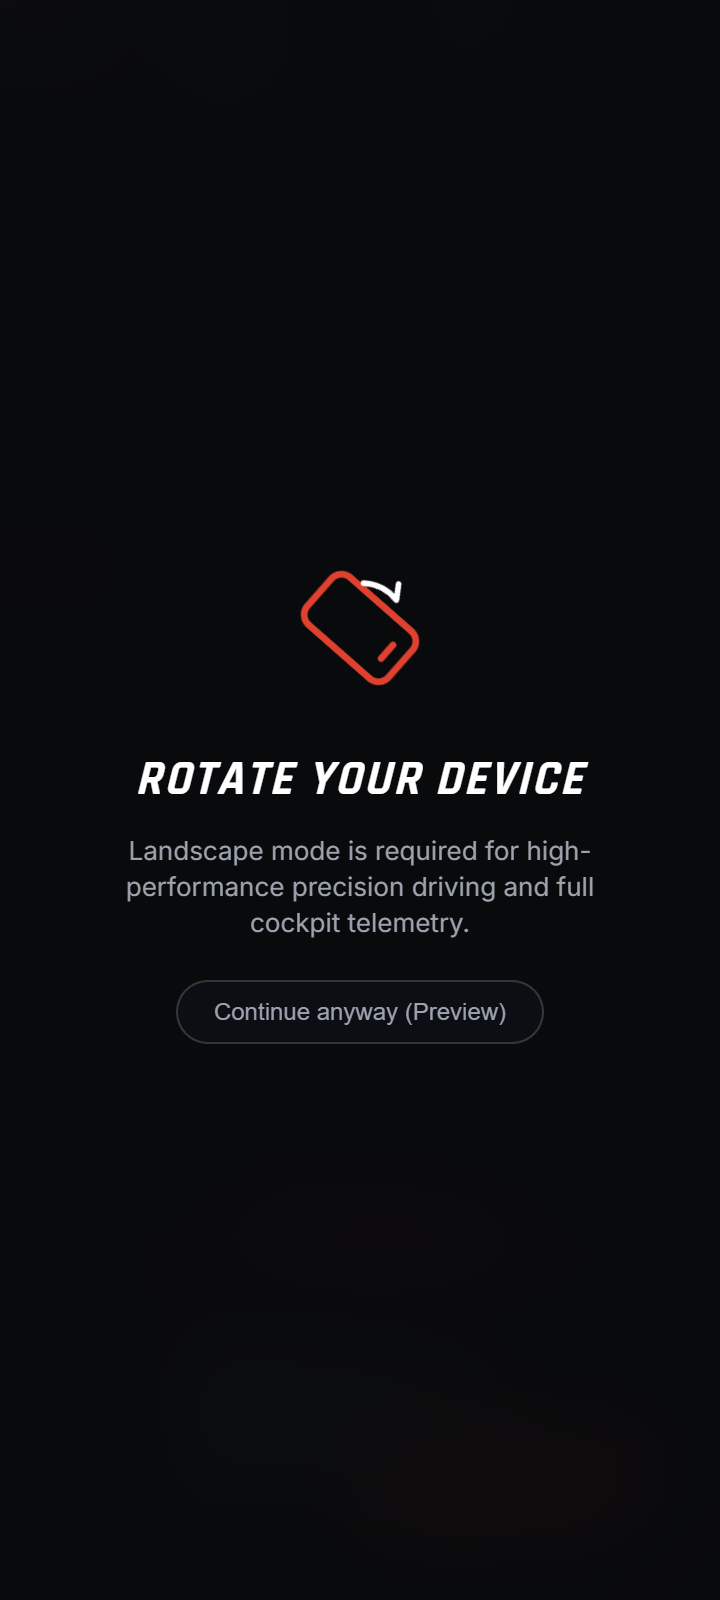 ROTATE YOUR DEVICE
Landscape mode is required for high-
performance precision driving and full
cockpit telemetry.
Continue anyway (Preview)